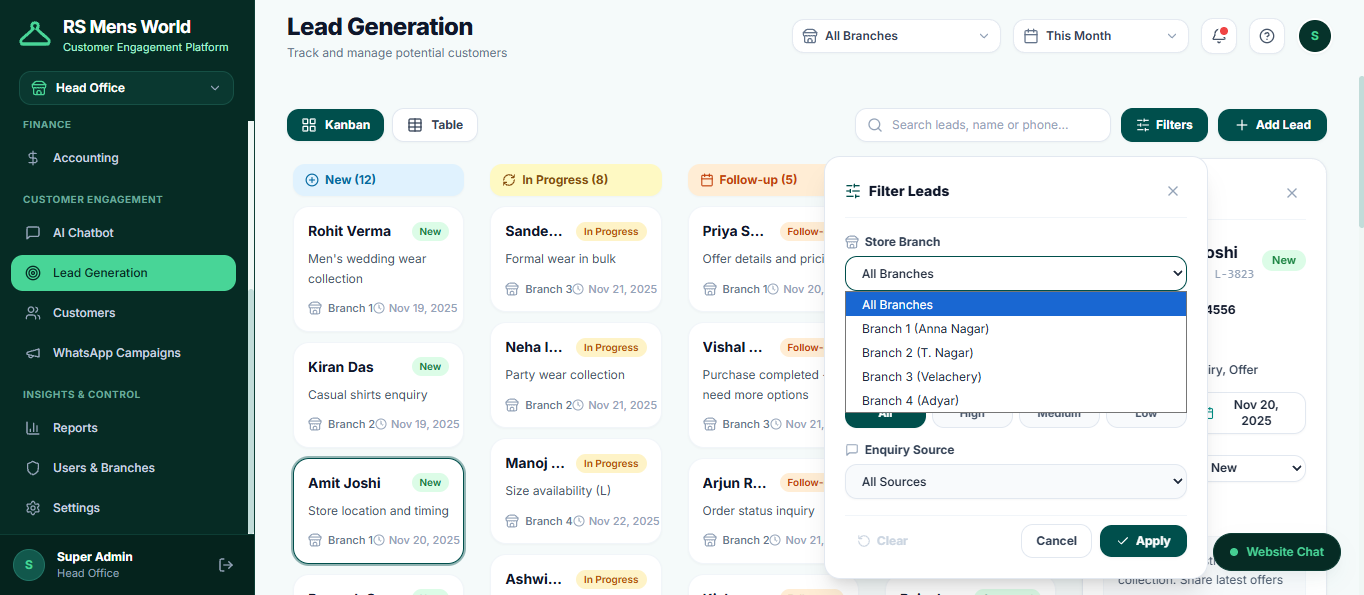 RS Mens World
Customer Engagement Platform
Head Office
FINANCE
Accounting
CUSTOMER ENGAGEMENT
AI Chatbot
Lead Generation
Customers
WhatsApp Campaigns
INSIGHTS & CONTROL
Reports
Users & Branches
Settings
S
Super Admin
Head Office
Lead Generation
Track and manage potential customers
All Branches
This Month
S
Kanban
Table
Search leads, name or phone...
Filters
Add Lead
New (12)
Rohit Verma
New
Men's wedding wear
collection
Branch 1 Nov 19, 2025
Kiran Das
New
Casual shirts enquiry
Branch 2 Nov 19, 2025
Amit Joshi
New
Store location and timing
Branch 1 Nov 20, 2025
In Progress (8)
Sande...
In Progress
Formal wear in bulk
Branch 3 Nov 21, 2025
Neha I...
In Progress
Party wear collection
Branch 2 Nov 21, 2025
Manoj ...
In Progress
Size availability (L)
Branch 4 Nov 22, 2025
Ashwi...
In Progress
Follow-up (5)
Priya S...
Follow-
Offer details and prici
Branch 1 Nov 20,
Vishal ...
Follow-
Purchase completed -
need more options
Branch 3 Nov 21,
Arjun R...
Follow-
Order status inquiry
Branch 2 Nov 21,
Filter Leads
Store Branch
All Branches
All Branches
Branch 1 (Anna Nagar)
Branch 2 (T. Nagar)
Branch 3 (Velachery)
Branch 4 (Adyar)
All High Medium Low
Enquiry Source
All Sources
Clear
Cancel
Apply
oshi
New
L-3823
4556
iry, Offer
Nov 20,
2025
New
Website Chat
collection. Share latest offers